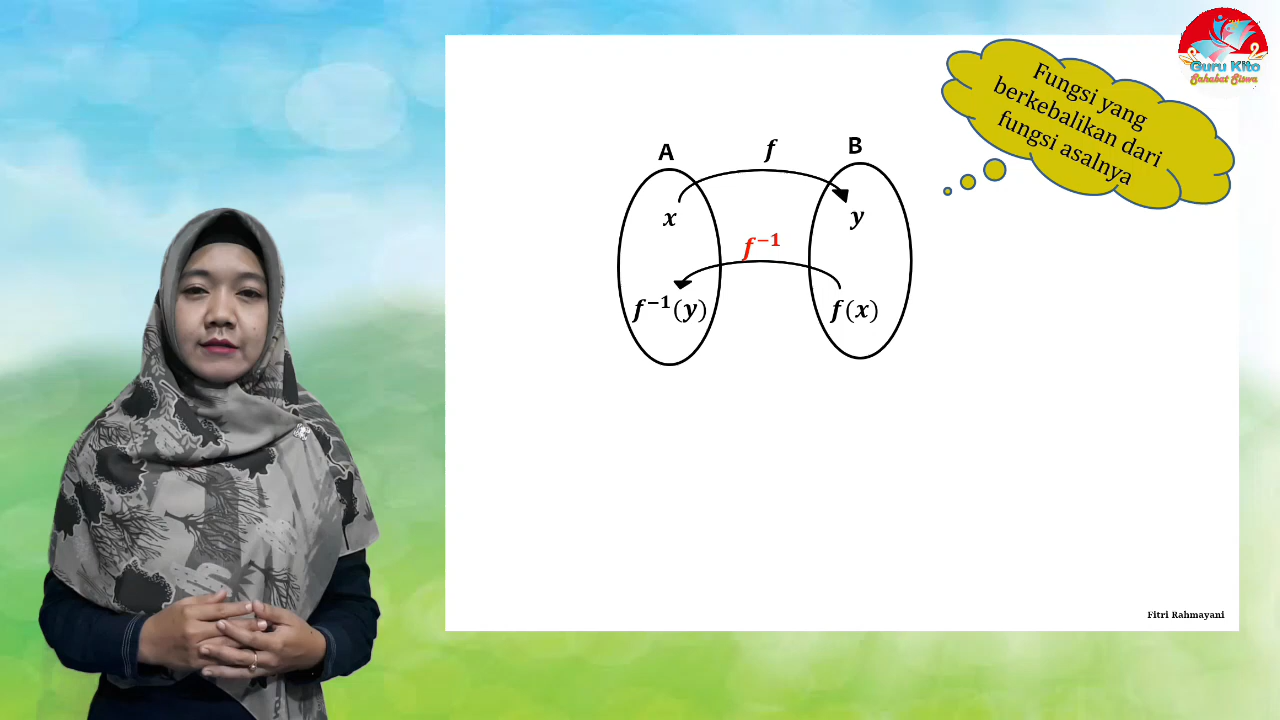 Guru Kito
Sahabat Siswa
Fungsi yang
berkebalikan dari
fungsi asalnya
A
f
B
x
y
f⁻¹
f⁻¹(y)
f(x)
Fitri Rahmayani